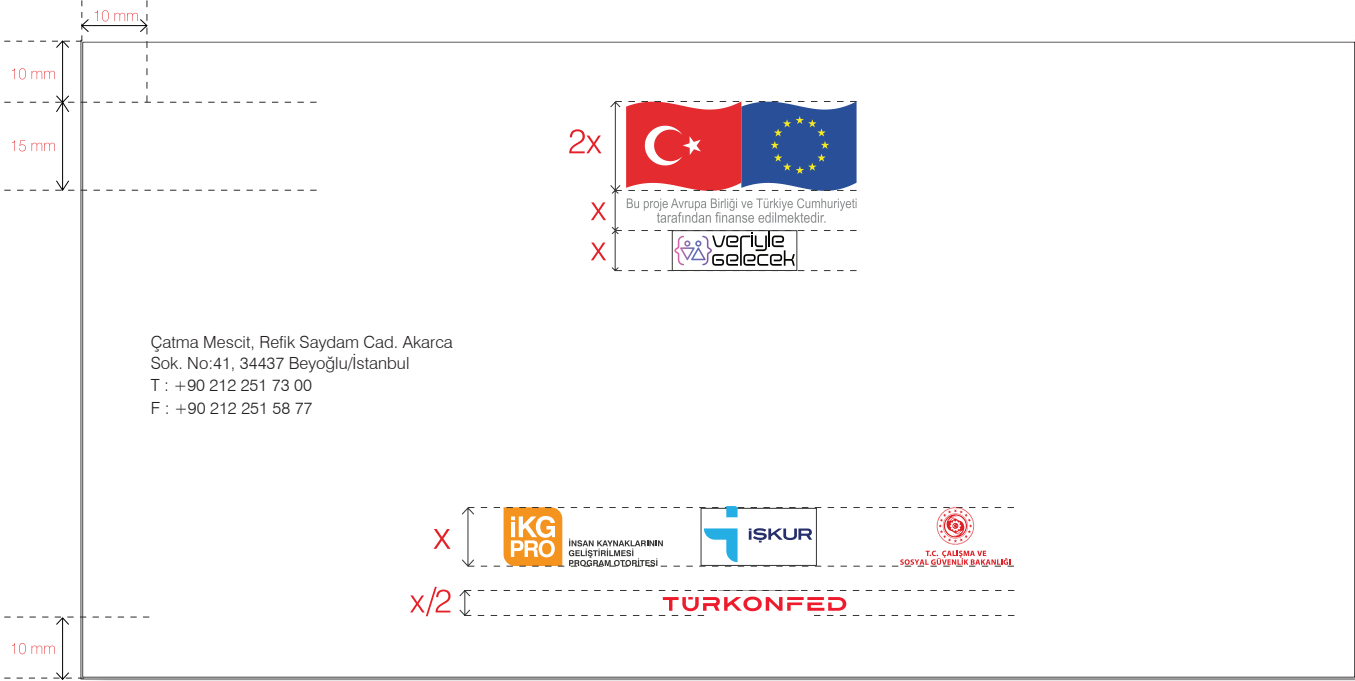 10 mm
10 mm
15 mm
2x
Bu proje Avrupa Birliği ve Türkiye Cumhuriyeti
tarafından finanse edilmektedir.
x
veriyle
gelecek
x
Çatma Mescit, Refik Saydam Cad. Akarca
Sok. No:41, 34437 Beyoğlu/İstanbul
T : +90 212 251 73 00
F : +90 212 251 58 77
x
iKG
PRO
İNSAN KAYNAKLARININ
GELİŞTİRİLMESİ
PROGRAM OTORİTESİ
İŞKUR
T.C. ÇALIŞMA VE
SOSYAL GÜVENLİK BAKANLIĞI
x/2
TÜRKONFED
10 mm